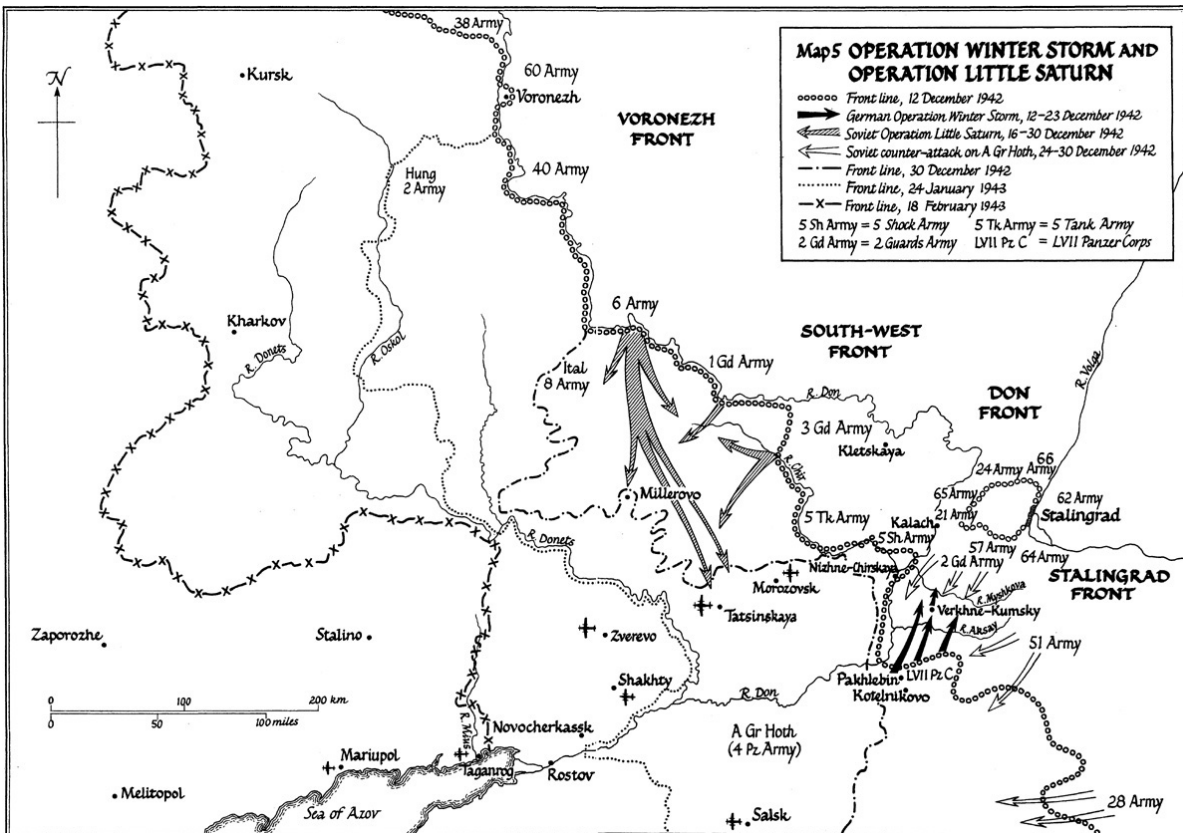 Map 5 OPERATION WINTER STORM AND
OPERATION LITTLE SATURN
Front line, 12 December 1942
German Operation Winter Storm, 12–23 December 1942
Soviet Operation Little Saturn, 16–30 December 1942
Soviet counter-attack on A Gr Hoth, 24–30 December 1942
Front line, 30 December 1942
Front line, 24 January 1943
Front line, 18 February 1943
5 Sh Army = 5 Shock Army 5 Tk Army = 5 Tank Army
2 Gd Army = 2 Guards Army LVII Pz C = LVII Panzer Corps
N
38 Army
Kursk
60 Army
Voronezh
VORONEZH
FRONT
40 Army
Hung
2 Army
6 Army
Kharkov
R. Donets
R. Oskol
Ital
8 Army
1 Gd Army
SOUTH-WEST
FRONT
R. Don
DON
FRONT
R. Volga
3 Gd Army
Kletskaya
R. Chir
66
Army
24 Army
65 Army
21 Army
62 Army
Stalingrad
Kalach
Millerovo
5 Tk Army
5 Sh Army
57 Army
64 Army
R. Donets
Nizhne-Chirskaya
2 Gd Army
STALINGRAD
FRONT
Morozovsk
R. Myshkova
Verkhne-Kumsky
Tatsinskaya
R. Aksay
Zaporozhe
Stalino
Zverevo
51 Army
Shakhty
Pakhlebin
LVII Pz C
Kotelnikovo
R. Don
0 100 200 km.
0 50 100 miles
R. Mius
Novocherkassk
A Gr Hoth
(4 Pz Army)
Mariupol
Taganrog
Rostov
Melitopol
Sea of Azov
Salsk
28 Army